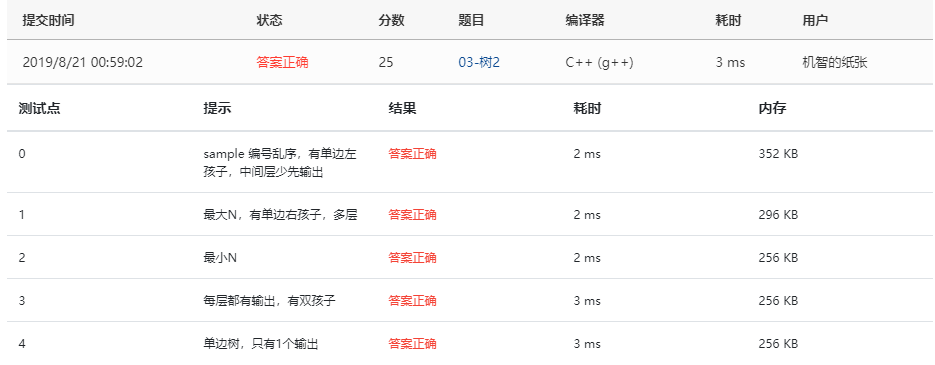 提交时间 状态 分数 题目 编译器 耗时 用户
2019/8/21 00:59:02 答案正确 25 03-树2 C++ (g++) 3 ms 机智的纸张
测试点 提示 结果 耗时 内存
0 sample 编号乱序，有单边左 答案正确 2 ms 352 KB
孩子，中间层少先输出
1 最大N，有单边右孩子，多层 答案正确 2 ms 296 KB
2 最小N 答案正确 2 ms 256 KB
3 每层都有输出，有双孩子 答案正确 3 ms 256 KB
4 单边树，只有1个输出 答案正确 3 ms 256 KB